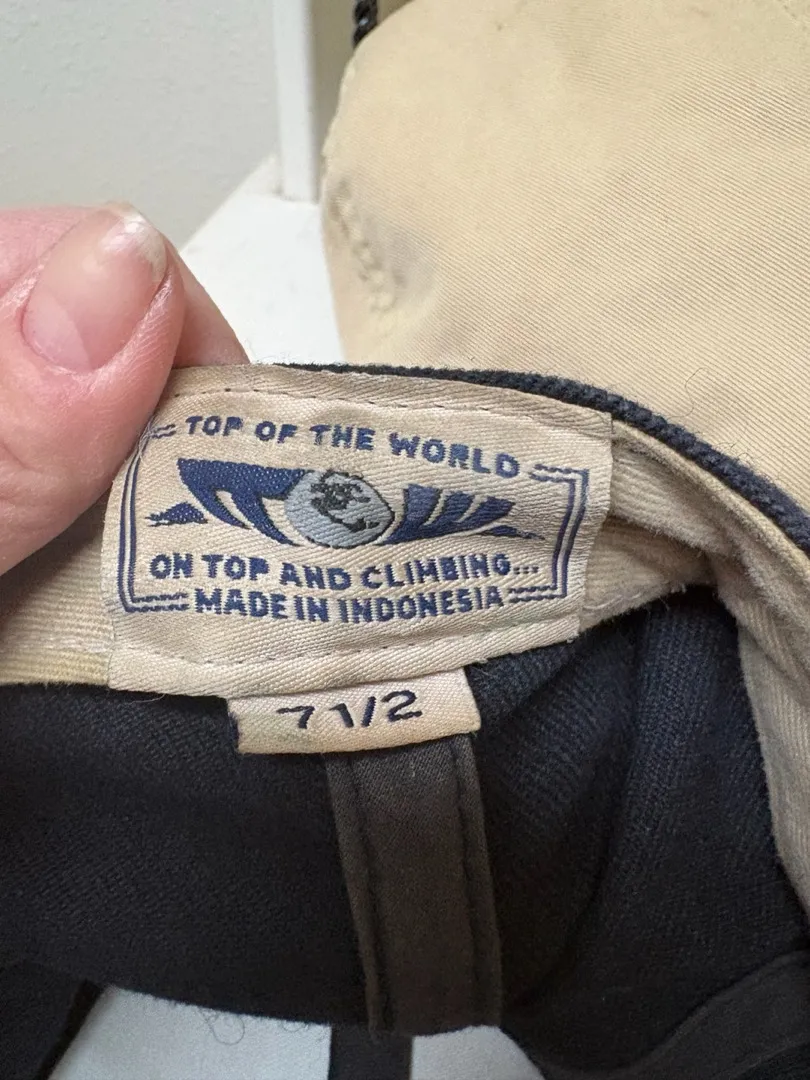 TOP OF THE WORLD
ON TOP AND CLIMBING...
MADE IN INDONESIA
7 1/2